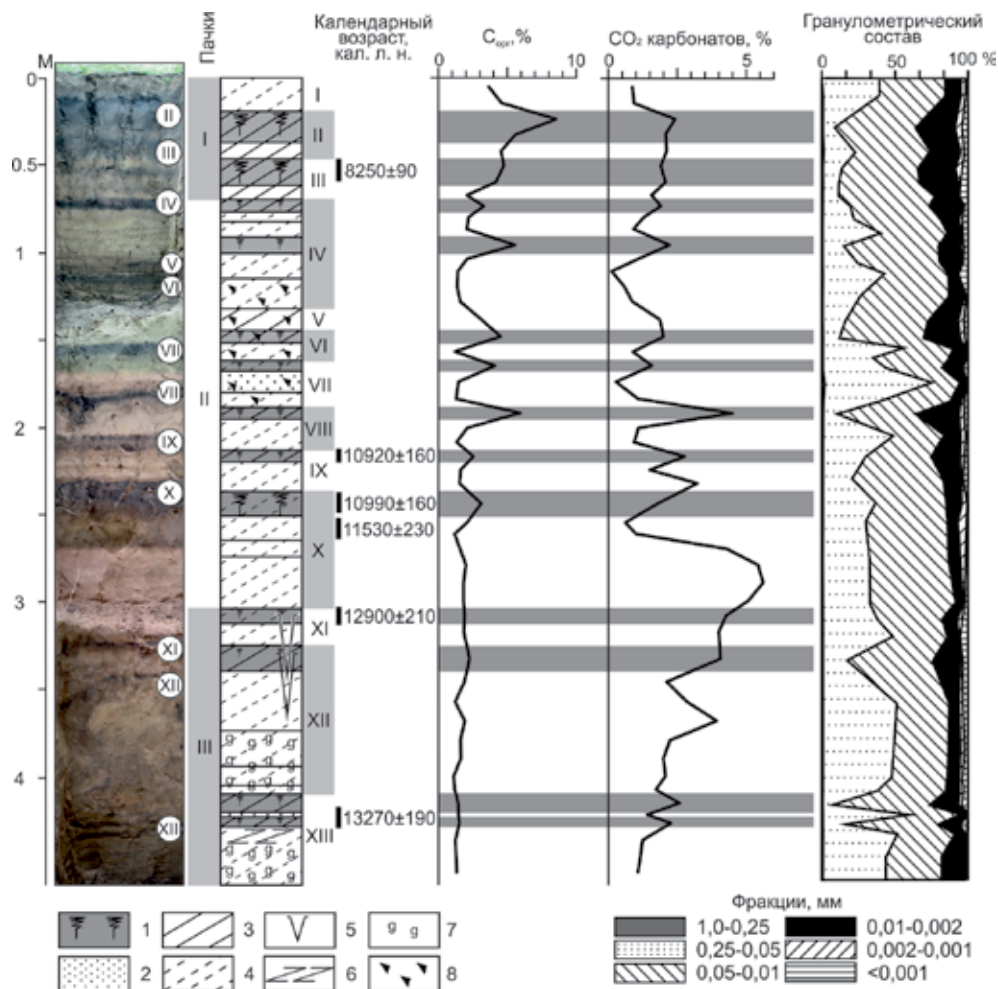 М
Пачки
Календарный
возраст,
кал. л. н.
Сорг, %
0 5 10
CO₂ карбонатов, %
0 5
Гранулометрический
состав
0 50 100 %
0
0.5
1
2
3
4
II
III
IV
V
VI
VII
VIII
IX
X
XI
XII
XIII
I
II
III
I
II
III
IV
V
VI
VII
VIII
IX
X
XI
XII
XIII
8250±90
10920±160
10990±160
11530±230
12900±210
13270±190
1 3 5 7
2 4 6 8
Фракции, мм
1,0-0,25 0,01-0,002
0,25-0,05 0,002-0,001
0,05-0,01 <0,001